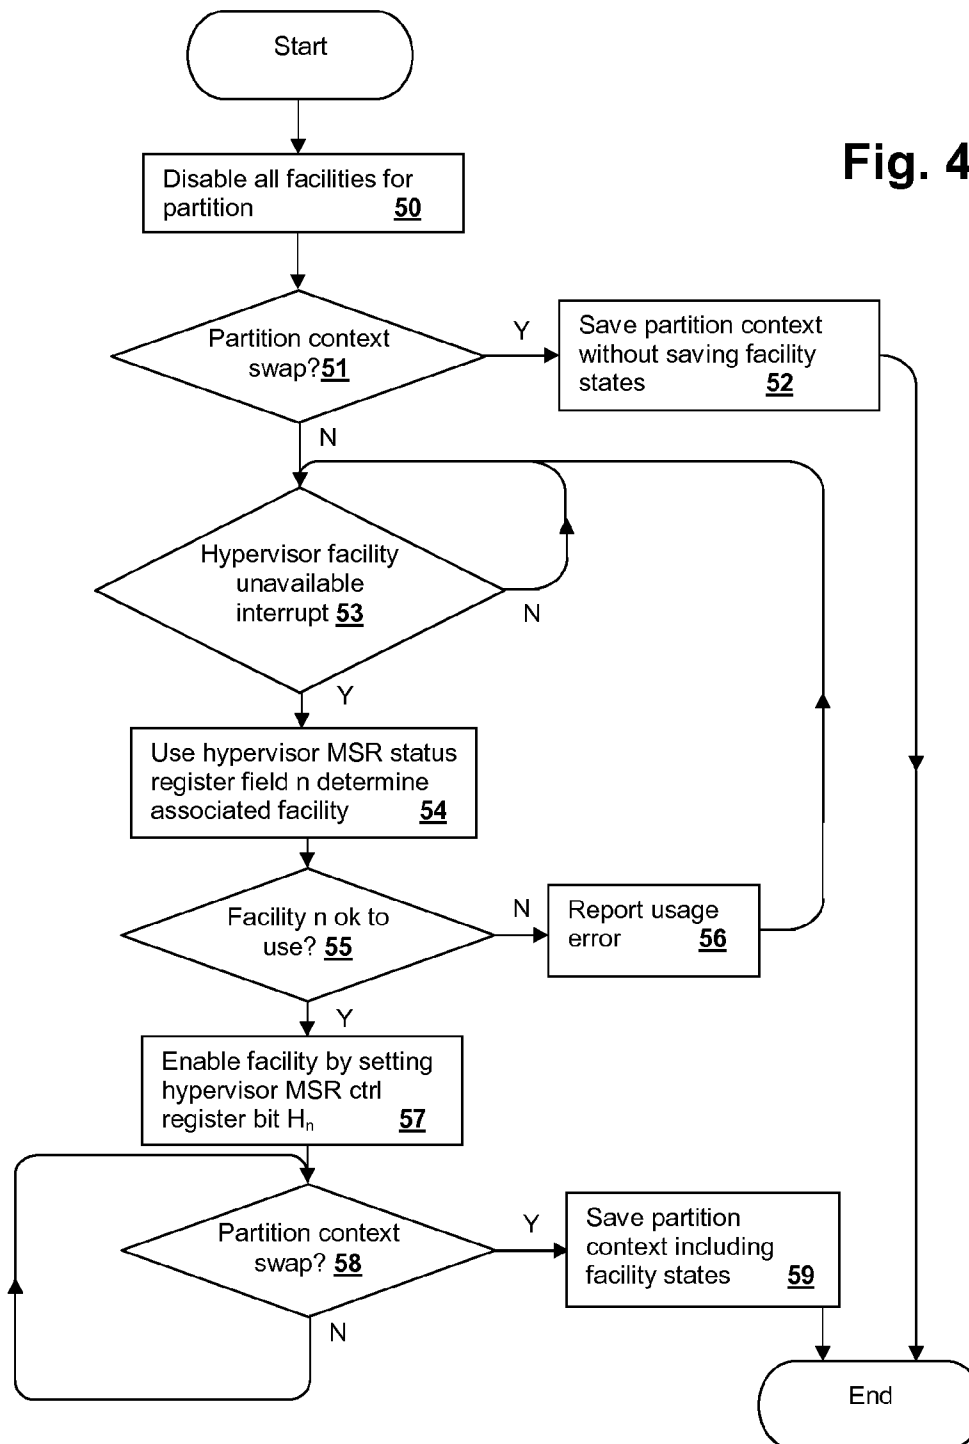 Start
Fig. 4
Disable all facilities for
partition 50
Partition context
swap?51
Y
Save partition context
without saving facility
states 52
N
Hypervisor facility
unavailable
interrupt 53
N
Y
Use hypervisor MSR status
register field n determine
associated facility 54
Facility n ok to
use? 55
N
Report usage
error 56
Y
Enable facility by setting
hypervisor MSR ctrl
register bit Hn 57
Partition context
swap? 58
Y
Save partition
context including
facility states 59
N
End